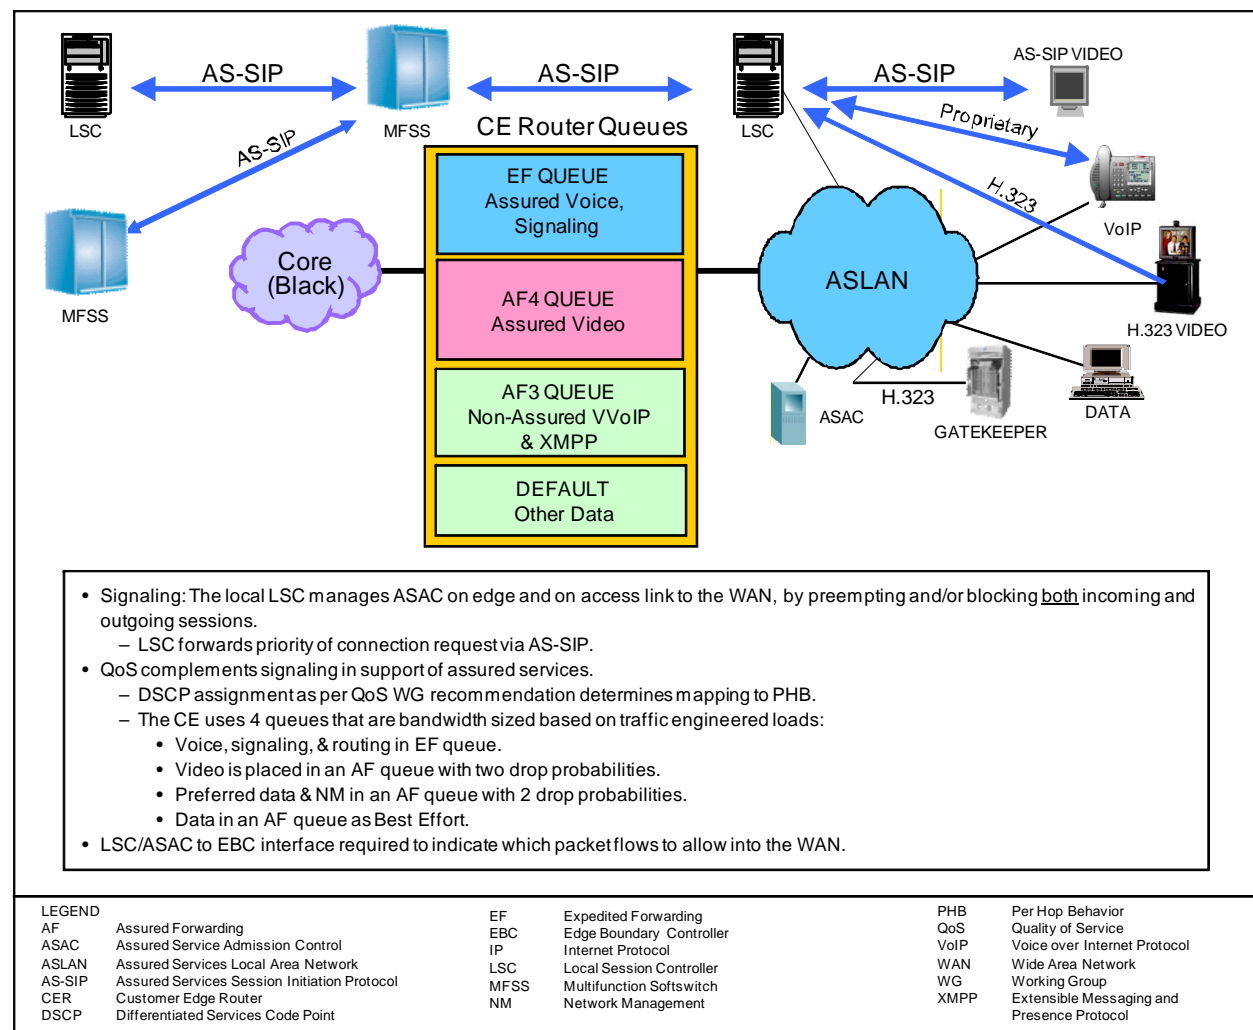 AS-SIP
AS-SIP
AS-SIP
AS-SIP VIDEO
LSC
MFSS
LSC
Proprietary
CE Router Queues
AS-SIP
H.323
VoIP
EF QUEUE
Assured Voice,
Signaling
MFSS
Core
(Black)
ASLAN
AF4 QUEUE
Assured Video
H.323 VIDEO
AF3 QUEUE
Non-Assured VVoIP
& XMPP
ASAC
H.323
GATEKEEPER
DATA
DEFAULT
Other Data
• Signaling: The local LSC manages ASAC on edge and on access link to the WAN, by preempting and/or blocking both incoming and
outgoing sessions.
– LSC forwards priority of connection request via AS-SIP.
• QoS complements signaling in support of assured services.
– DSCP assignment as per QoS WG recommendation determines mapping to PHB.
– The CE uses 4 queues that are bandwidth sized based on traffic engineered loads:
• Voice, signaling, & routing in EF queue.
• Video is placed in an AF queue with two drop probabilities.
• Preferred data & NM in an AF queue with 2 drop probabilities.
• Data in an AF queue as Best Effort.
• LSC/ASAC to EBC interface required to indicate which packet flows to allow into the WAN.
LEGEND
AF Assured Forwarding
ASAC Assured Service Admission Control
ASLAN Assured Services Local Area Network
AS-SIP Assured Services Session Initiation Protocol
CER Customer Edge Router
DSCP Differentiated Services Code Point
EF Expedited Forwarding
EBC Edge Boundary Controller
IP Internet Protocol
LSC Local Session Controller
MFSS Multifunction Softswitch
NM Network Management
PHB Per Hop Behavior
QoS Quality of Service
VoIP Voice over Internet Protocol
WAN Wide Area Network
WG Working Group
XMPP Extensible Messaging and
Presence Protocol